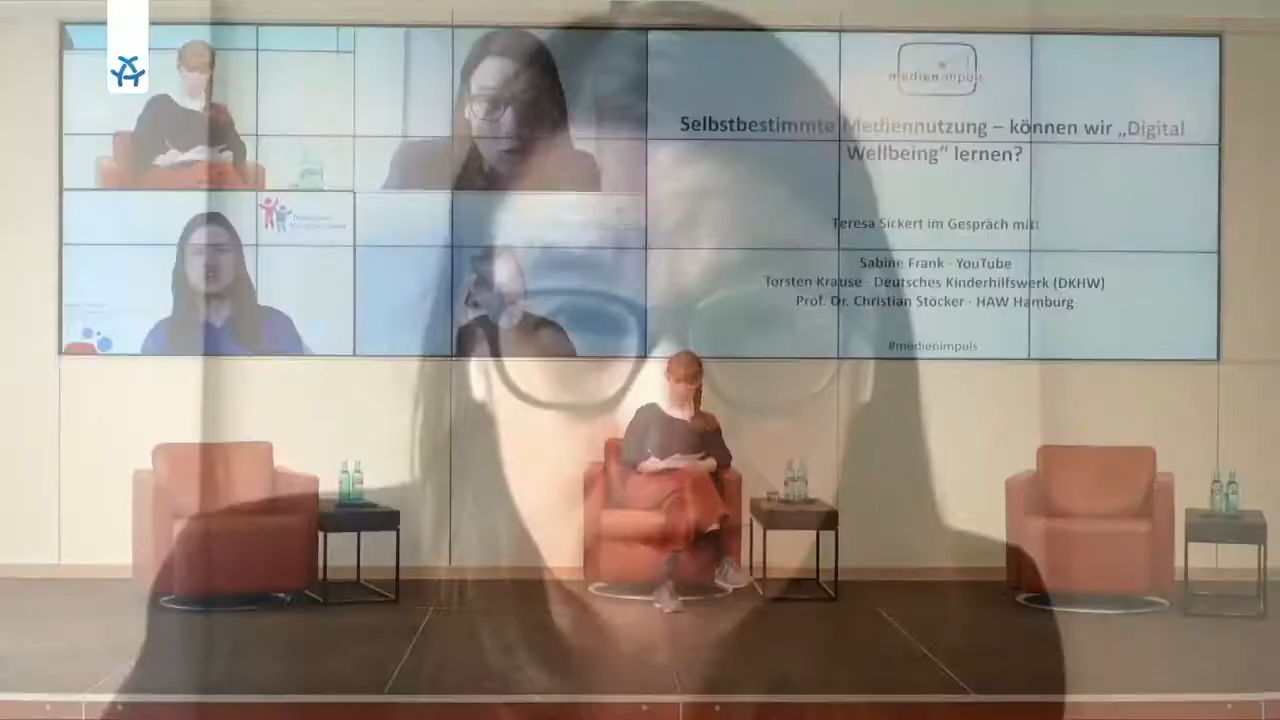 medien impuls
Selbstbestimmte Mediennutzung – können wir „Digital
Wellbeing“ lernen?
Teresa Sickert im Gespräch mit:
Sabine Frank · YouTube
Torsten Krause · Deutsches Kinderhilfswerk (DKHW)
Prof. Dr. Christian Stöcker · HAW Hamburg
#medienimpuls